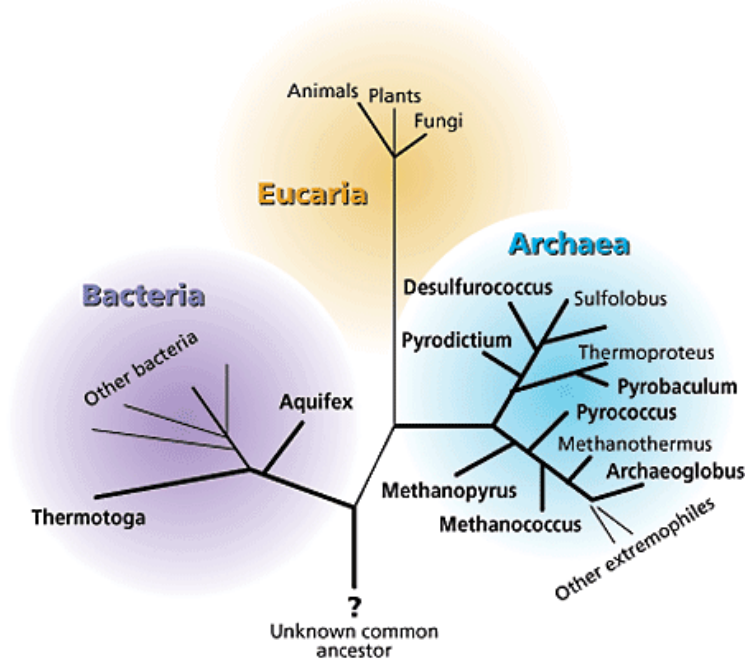 Animals
Plants
Fungi
Eucaria
Archaea
Bacteria
Desulfurococcus
Sulfolobus
Pyrodictium
Thermoproteus
Pyrobaculum
Other bacteria
Aquifex
Pyrococcus
Methanothermus
Archaeoglobus
Methanopyrus
Methanococcus
Thermotoga
Other extremophiles
?
Unknown common
ancestor